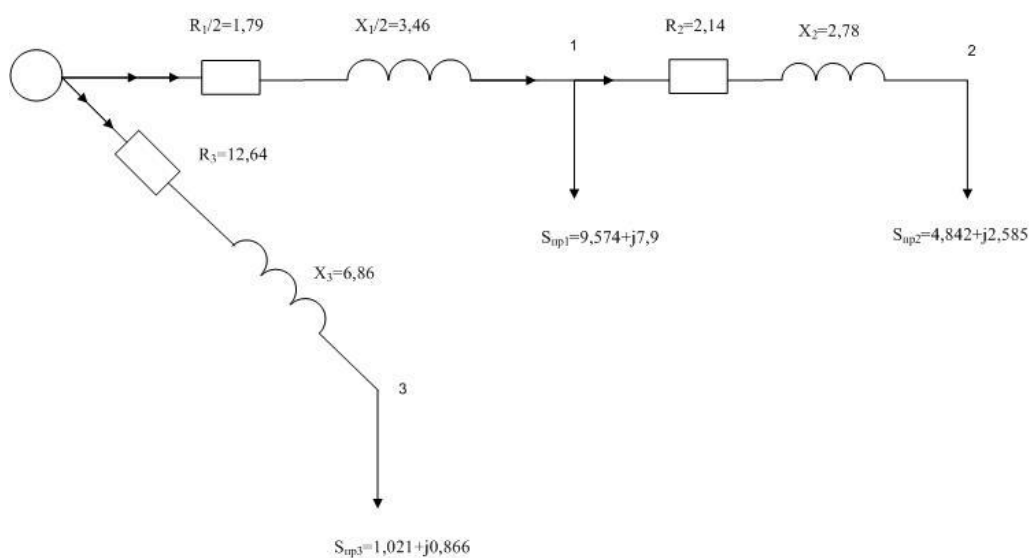 R₁/2=1,79
X₁/2=3,46
1
R₂=2,14
X₂=2,78
2
R₃=12,64
Sпр1=9,574+j7,9
Sпр2=4,842+j2,585
X₃=6,86
3
Sпр3=1,021+j0,866